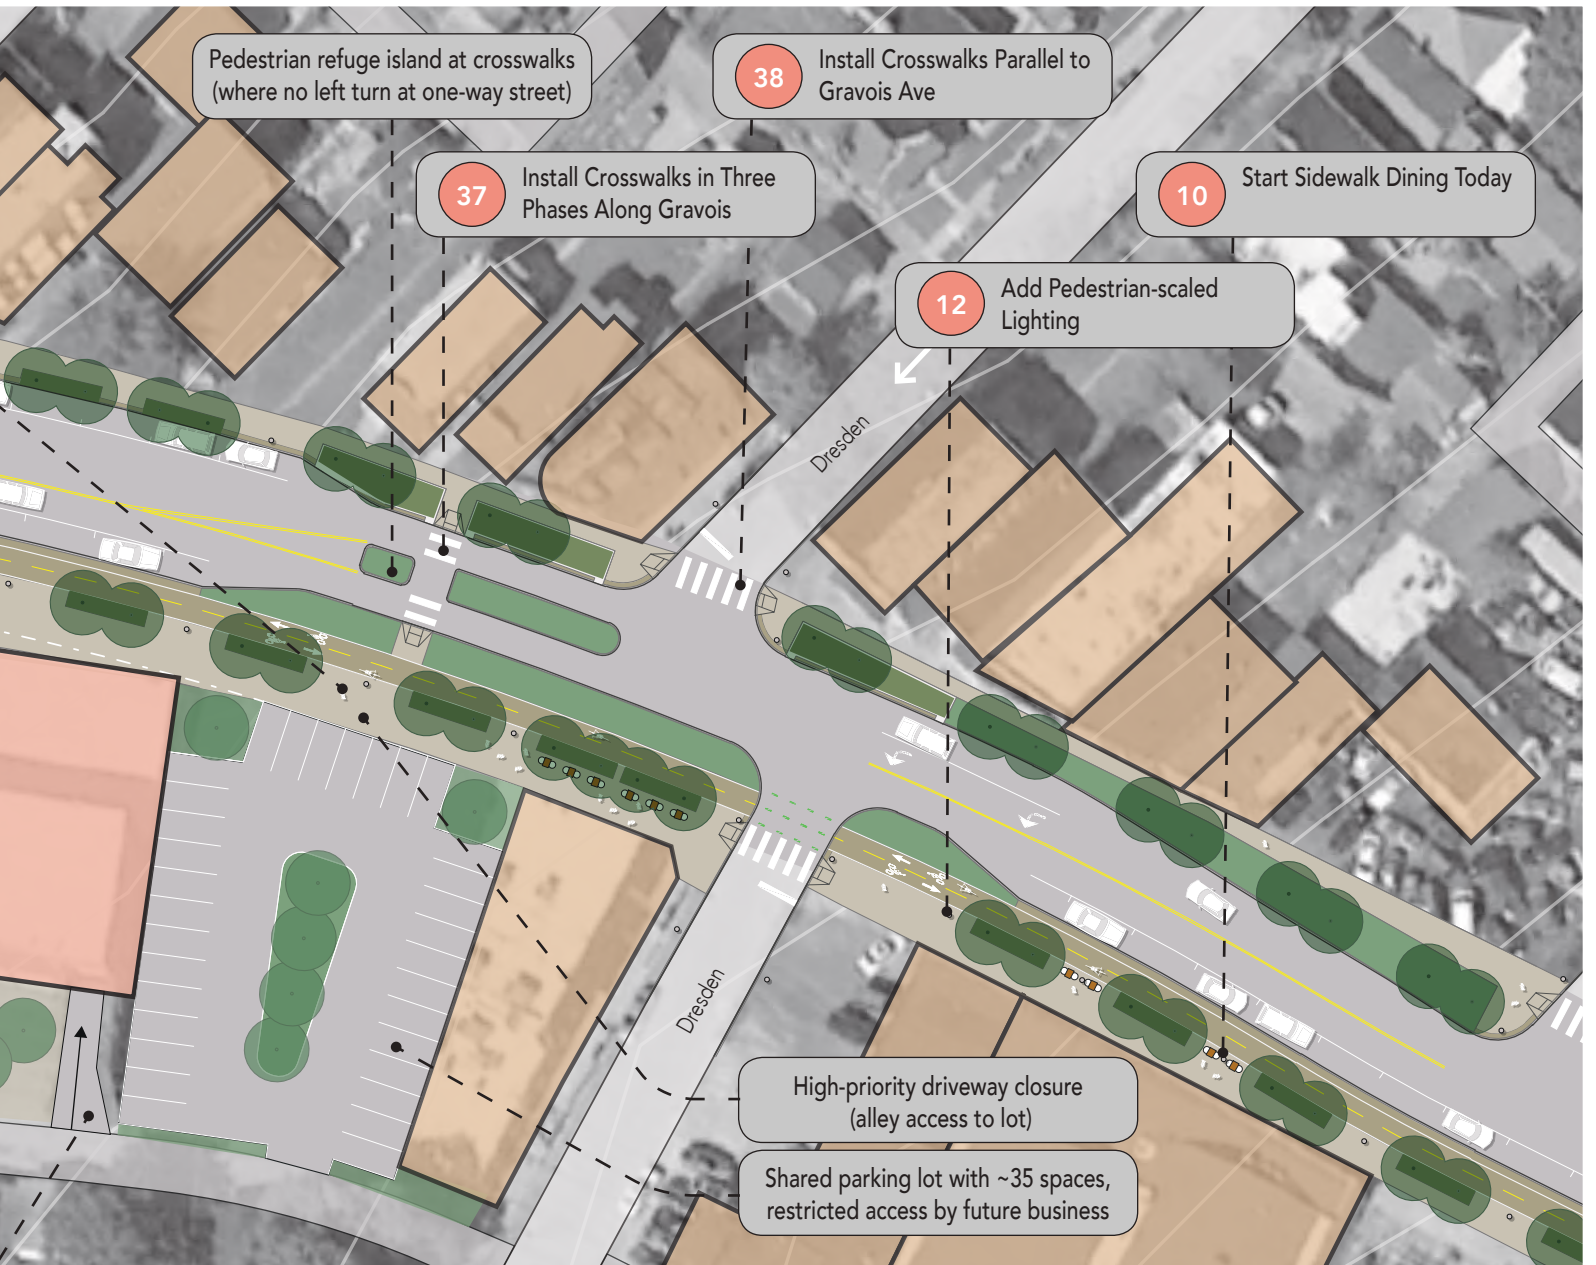 Pedestrian refuge island at crosswalks
(where no left turn at one-way street)
38
Install Crosswalks Parallel to
Gravois Ave
37
Install Crosswalks in Three
Phases Along Gravois
10
Start Sidewalk Dining Today
12
Add Pedestrian-scaled
Lighting
Dresden
Dresden
High-priority driveway closure
(alley access to lot)
Shared parking lot with ~35 spaces,
restricted access by future business